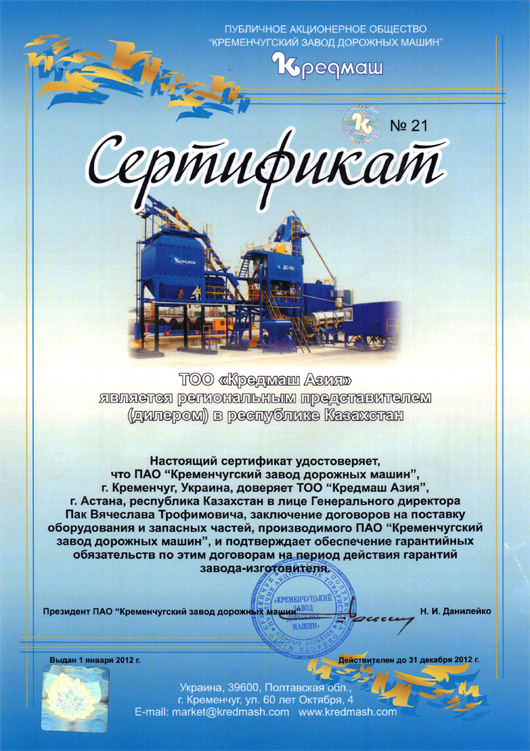 ПУБЛИЧНОЕ АКЦИОНЕРНОЕ ОБЩЕСТВО
“КРЕМЕНЧУГСКИЙ ЗАВОД ДОРОЖНЫХ МАШИН”
Кредмаш
№ 21
Сертификат
Кредмаш
ТОО «Кредмаш Азия»
является региональным представителем
(дилером) в республике Казахстан
Настоящий сертификат удостоверяет,
что ПАО “Кременчугский завод дорожных машин”,
г. Кременчуг, Украина, доверяет ТОО “Кредмаш Азия”,
г. Астана, республика Казахстан в лице Генерального директора
Пак Вячеслава Трофимовича, заключение договоров на поставку
оборудования и запасных частей, производимого ПАО “Кременчугский
завод дорожных машин”, и подтверждает обеспечение гарантийных
обязательств по этим договорам на период действия гарантий
завода-изготовителя.
«КРЕМЕНЧУЦЬКИЙ
ЗАВОД
ДОРОЖНІХ
МАШИН»
Президент ПАО “Кременчугский завод дорожных машин”
Н. И. Данилейко
Выдан 1 января 2012 г.
Действителен до 31 декабря 2012 г.
Украина, 39600, Полтавская обл.,
г. Кременчуг, ул. 60 лет Октября, 4
E-mail: market@kredmash.com www.kredmash.com